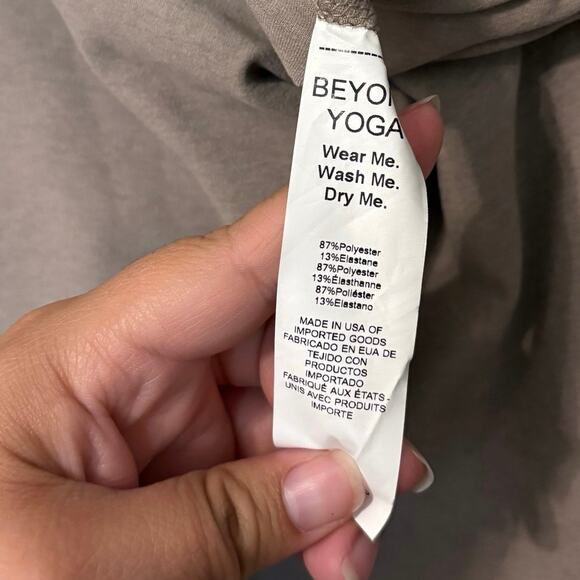 BEYON
YOGA
Wear Me.
Wash Me.
Dry Me.
87%Polyester
13%Elastane
87%Polyester
13%Élasthanne
87%Poliéster
13%Elastano
MADE IN USA OF
IMPORTED GOODS
FABRICADO EN EUA DE
TEJIDO CON
PRODUCTOS
IMPORTADO
FABRIQUÉ AUX ÉTATS-
UNIS AVEC PRODUITS
IMPORTE